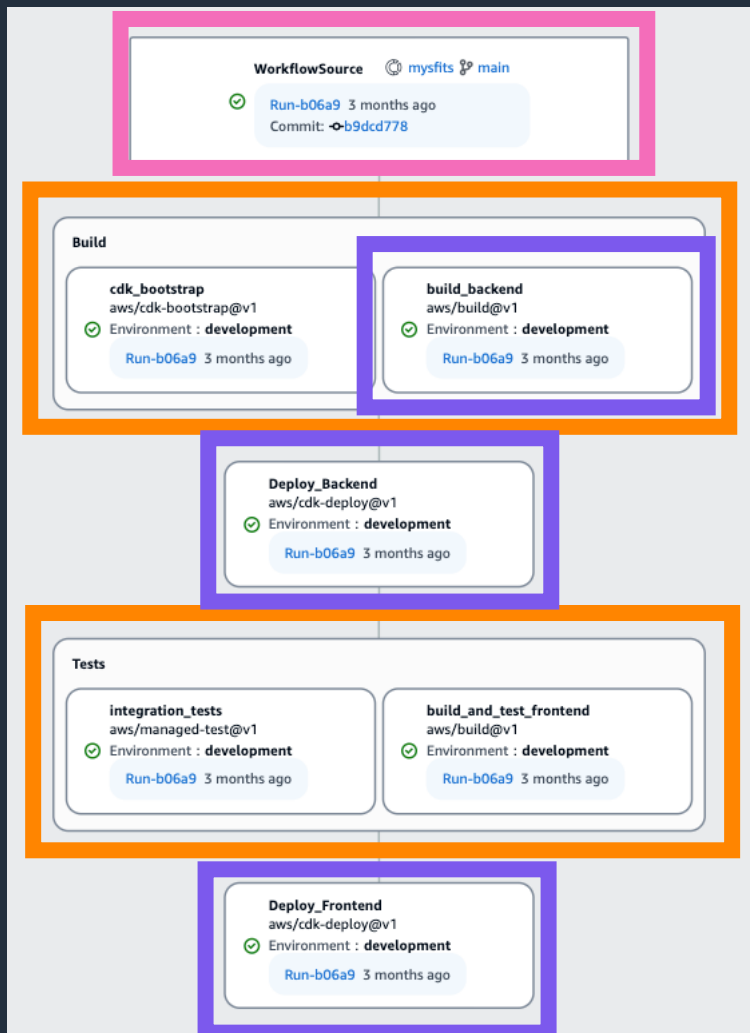 WorkflowSource mysfits main
Run-b06a9 3 months ago
Commit: b9dcd778
Build
cdk_bootstrap
aws/cdk-bootstrap@v1
Environment : development
Run-b06a9 3 months ago
build_backend
aws/build@v1
Environment : development
Run-b06a9 3 months ago
Deploy_Backend
aws/cdk-deploy@v1
Environment : development
Run-b06a9 3 months ago
Tests
integration_tests
aws/managed-test@v1
Environment : development
Run-b06a9 3 months ago
build_and_test_frontend
aws/build@v1
Environment : development
Run-b06a9 3 months ago
Deploy_Frontend
aws/cdk-deploy@v1
Environment : development
Run-b06a9 3 months ago